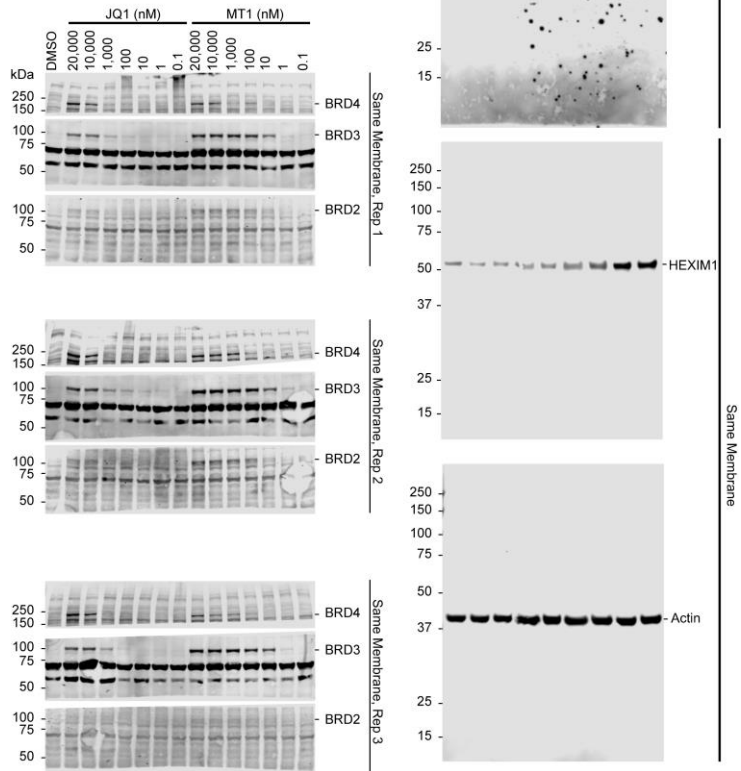 JQ1 (nM) MT1 (nM)
DMSO 20,000 10,000 1,000 100 10 1 0.1 20,000 10,000 1,000 100 10 1 0.1
kDa
250
150
BRD4
100
75
50
BRD3
100
75
50
BRD2
Same Membrane, Rep 1
250
150
BRD4
100
75
50
BRD3
100
75
50
BRD2
Same Membrane, Rep 2
250
150
BRD4
100
75
50
BRD3
100
75
50
BRD2
Same Membrane, Rep 3
25
15
250
150
100
75
50
HEXIM1
37
25
15
250
150
100
75
50
37
Actin
25
15
Same Membrane